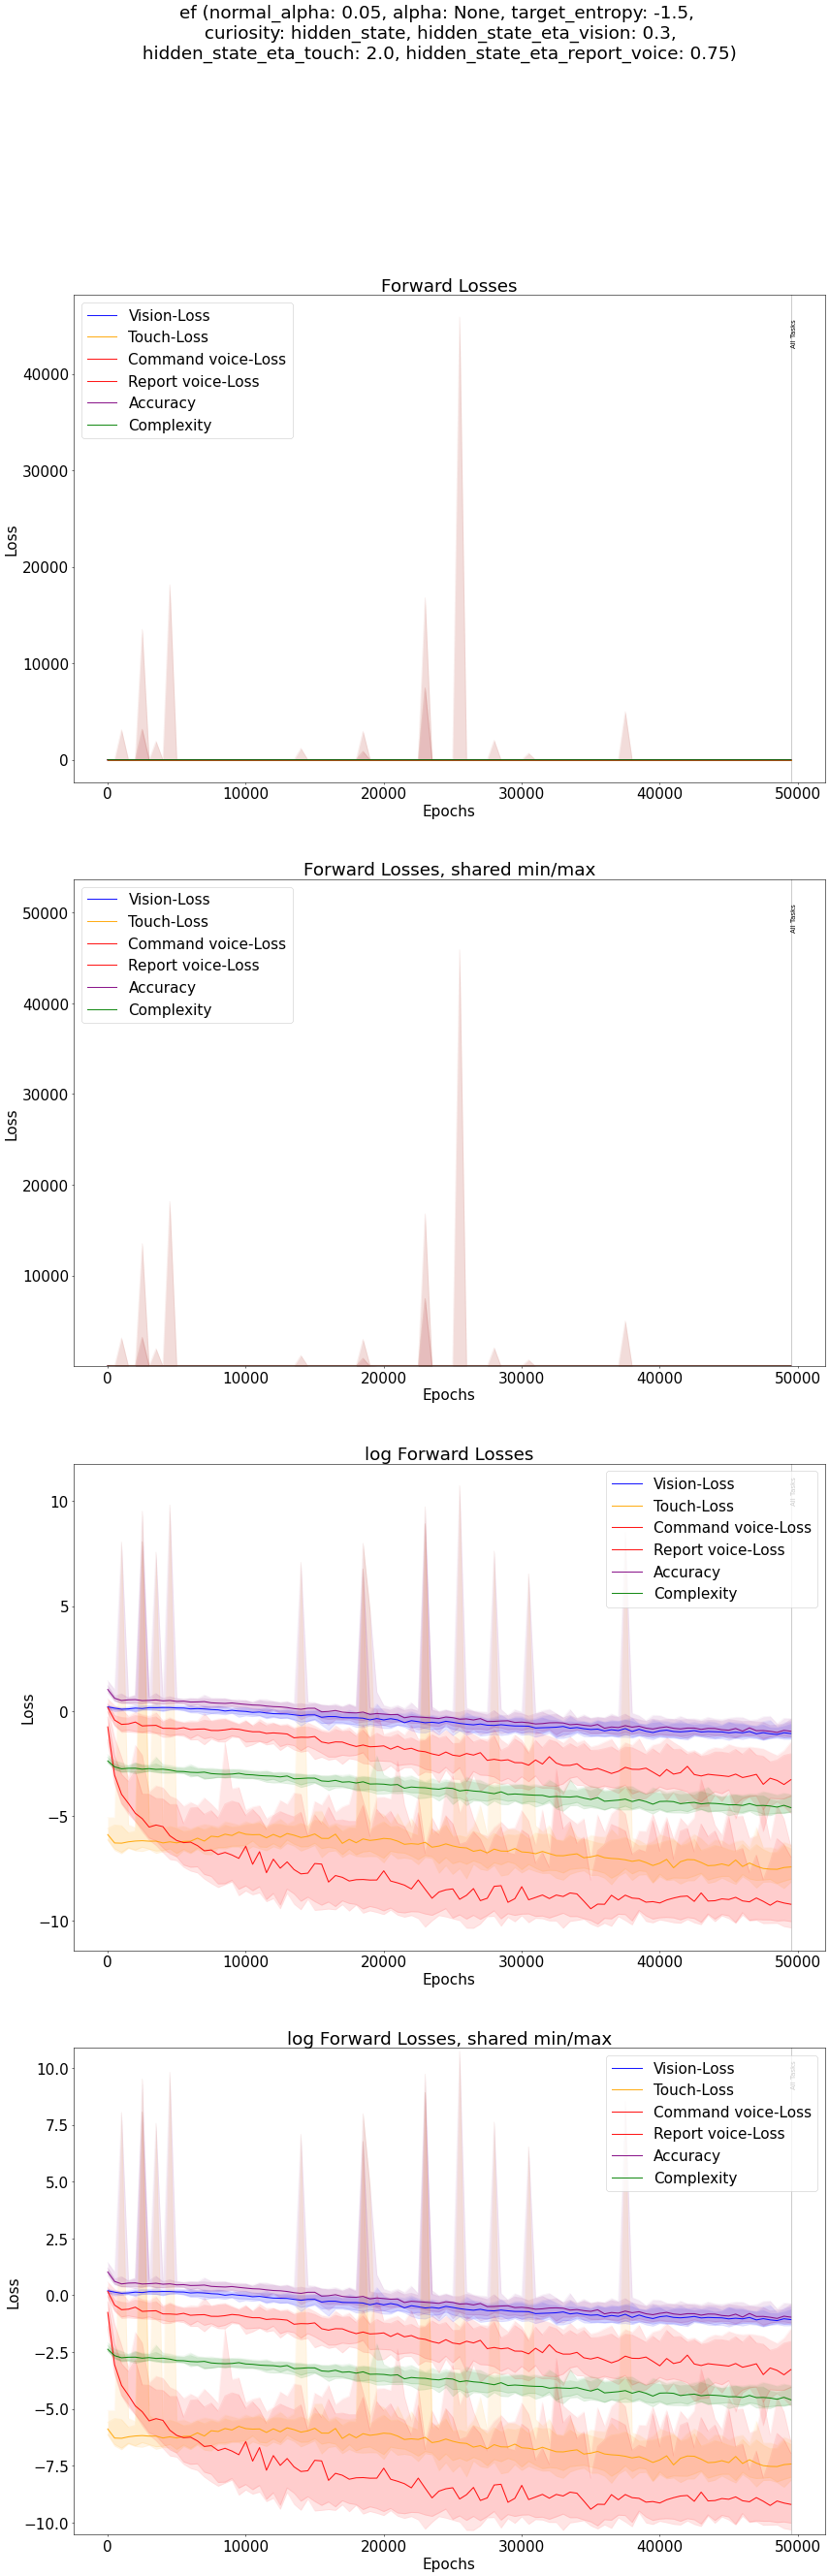 ef (normal_alpha: 0.05, alpha: None, target_entropy: -1.5,
curiosity: hidden_state, hidden_state_eta_vision: 0.3,
hidden_state_eta_touch: 2.0, hidden_state_eta_report_voice: 0.75)
Forward Losses
Vision-Loss
Touch-Loss
Command voice-Loss
Report voice-Loss
Accuracy
Complexity
All Tasks
40000
30000
20000
10000
0
Loss
0 10000 20000 30000 40000 50000
Epochs
Forward Losses, shared min/max
Vision-Loss
Touch-Loss
Command voice-Loss
Report voice-Loss
Accuracy
Complexity
All Tasks
50000
40000
30000
20000
10000
Loss
0 10000 20000 30000 40000 50000
Epochs
log Forward Losses
Vision-Loss
Touch-Loss
Command voice-Loss
Report voice-Loss
Accuracy
Complexity
All Tasks
10
5
0
−5
−10
Loss
0 10000 20000 30000 40000 50000
Epochs
log Forward Losses, shared min/max
Vision-Loss
Touch-Loss
Command voice-Loss
Report voice-Loss
Accuracy
Complexity
All Tasks
10.0
7.5
5.0
2.5
0.0
−2.5
−5.0
−7.5
−10.0
Loss
0 10000 20000 30000 40000 50000
Epochs